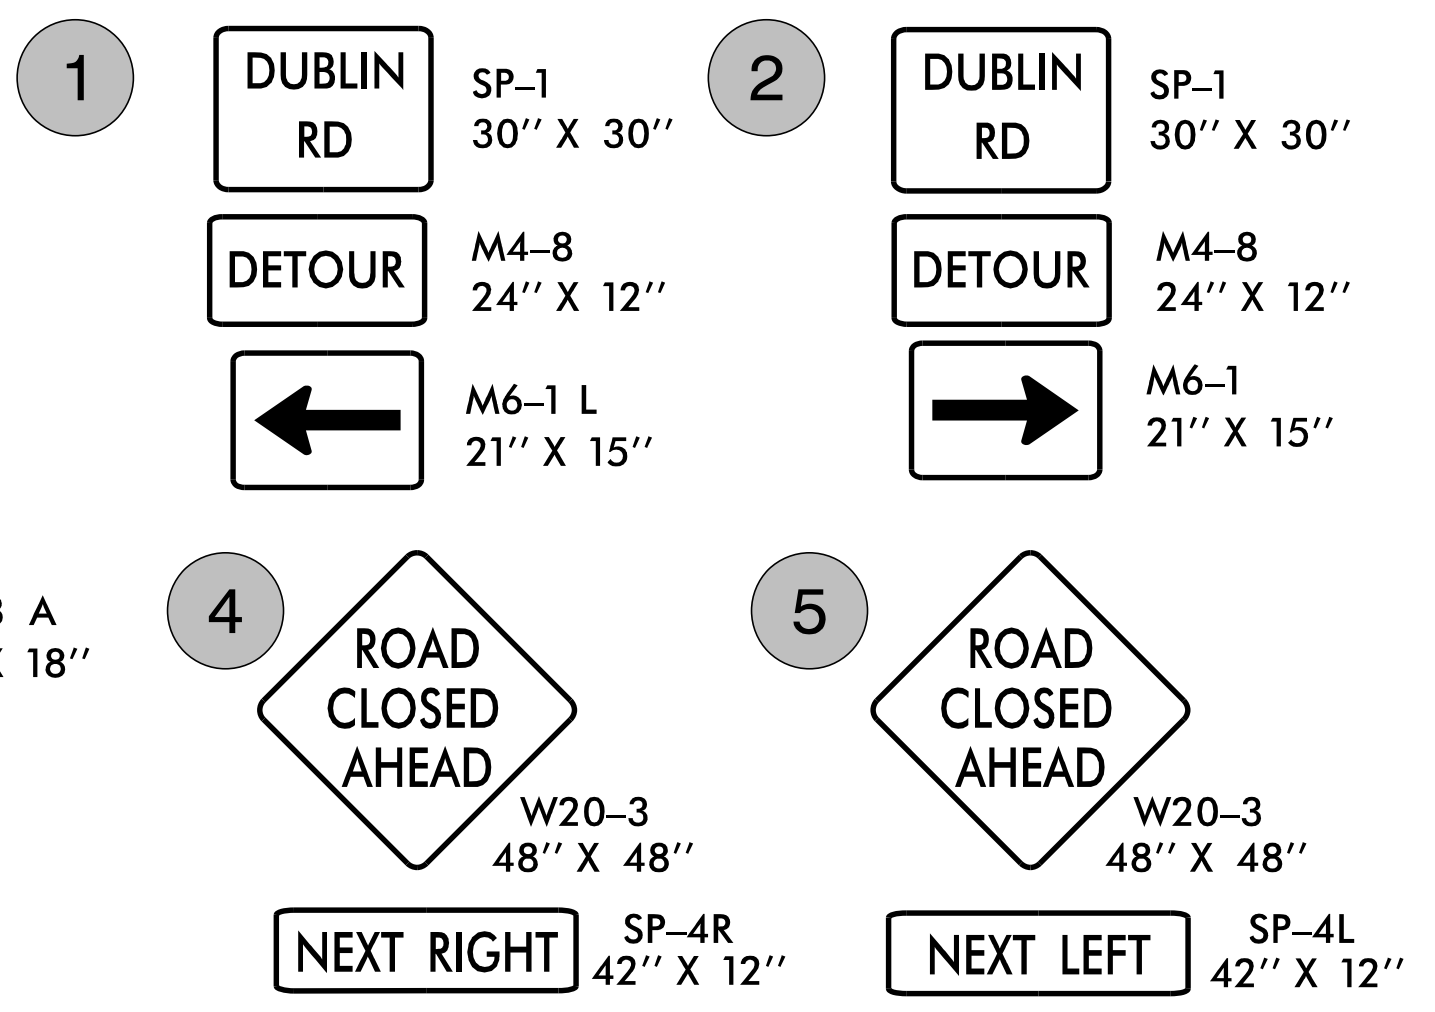 1
DUBLIN
RD
SP–1
30'' X 30''
DETOUR
M4–8
24'' X 12''
M6–1 L
21'' X 15''
2
DUBLIN
RD
SP–1
30'' X 30''
DETOUR
M4–8
24'' X 12''
M6–1
21'' X 15''
A
18''
4
ROAD
CLOSED
AHEAD
W20–3
48'' X 48''
NEXT RIGHT
SP–4R
42'' X 12''
5
ROAD
CLOSED
AHEAD
W20–3
48'' X 48''
NEXT LEFT
SP–4L
42'' X 12''